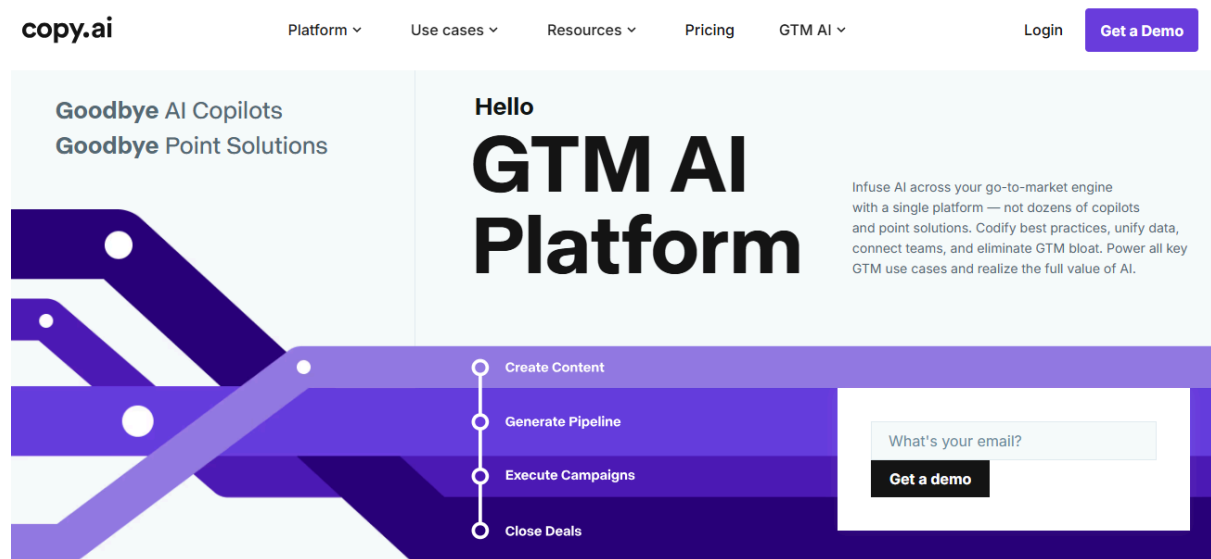 copy.ai
Platform
Use cases
Resources
Pricing
GTM AI
Login
Get a Demo
Goodbye AI Copilots
Goodbye Point Solutions
Hello
GTM AI
Platform
Infuse AI across your go-to-market engine
with a single platform — not dozens of copilots
and point solutions. Codify best practices, unify data,
connect teams, and eliminate GTM bloat. Power all key
GTM use cases and realize the full value of AI.
Create Content
Generate Pipeline
Execute Campaigns
Close Deals
What's your email?
Get a demo